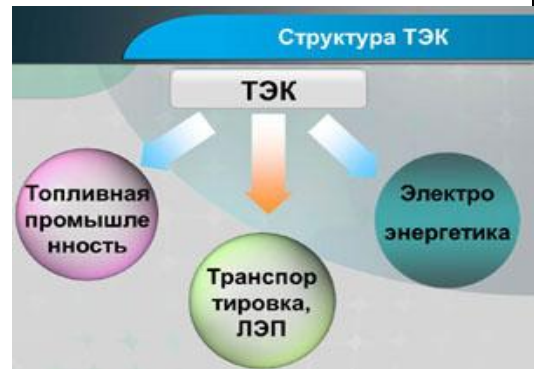 Структура ТЭК
ТЭК
Топливная
промышле
нность
Транспор
тировка,
ЛЭП
Электро
энергетика